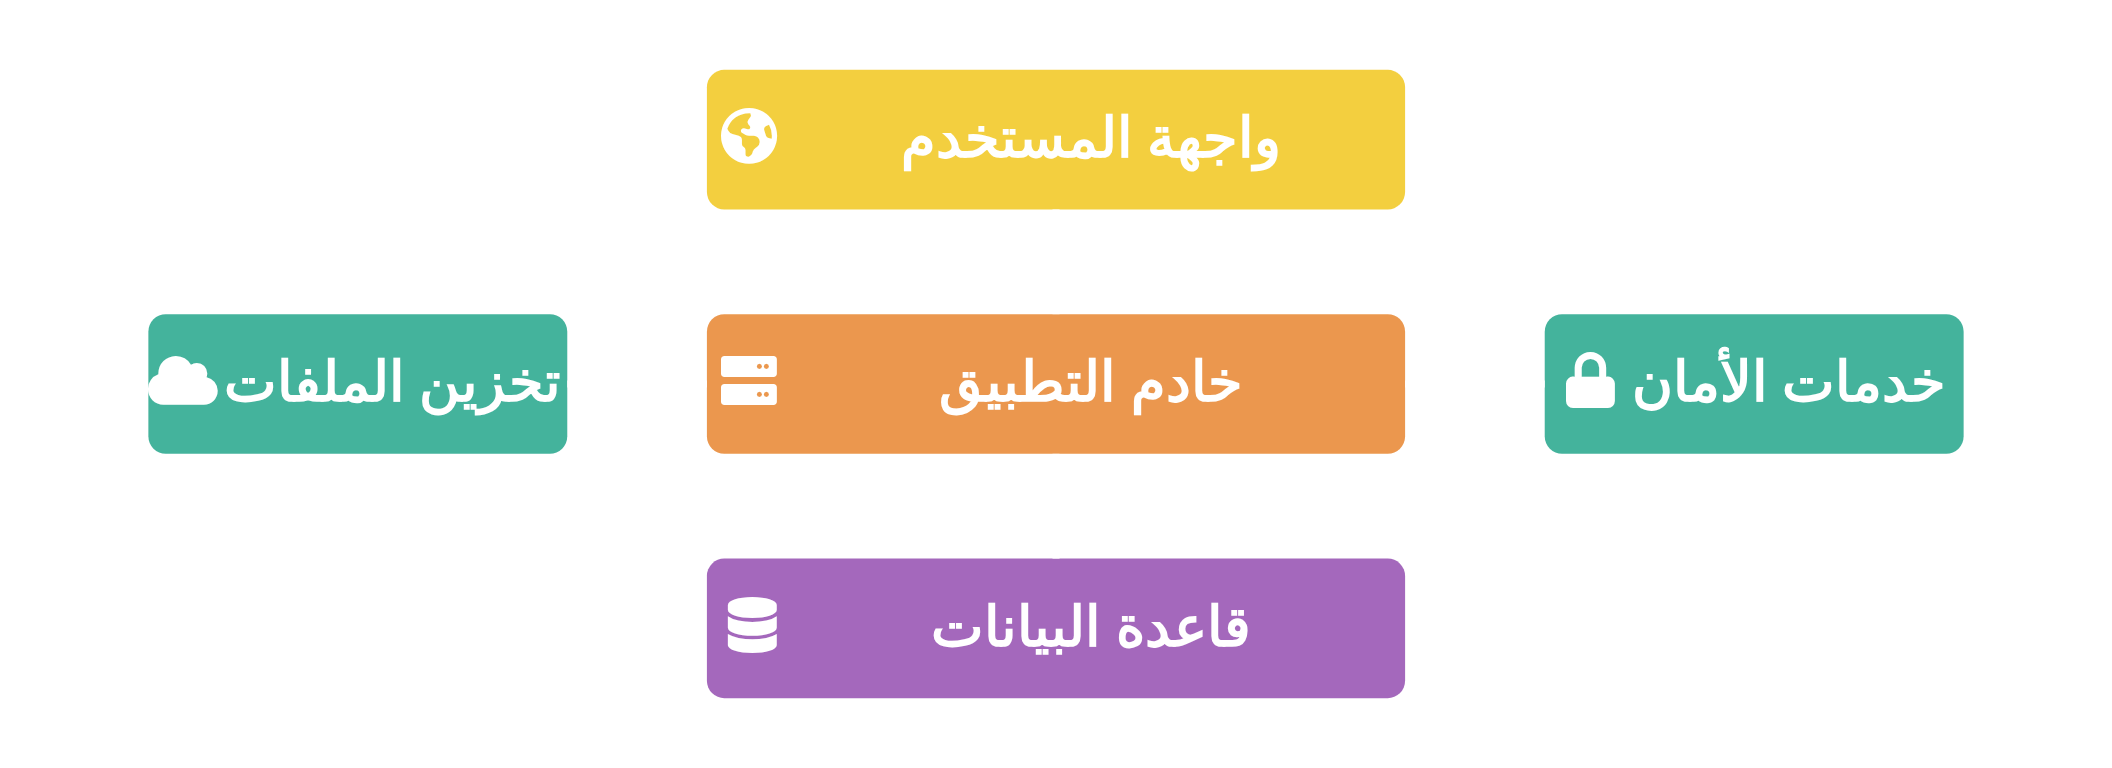 واجهة المستخدم
خدمات الأمان
خادم التطبيق
تخزين الملفات
قاعدة البيانات